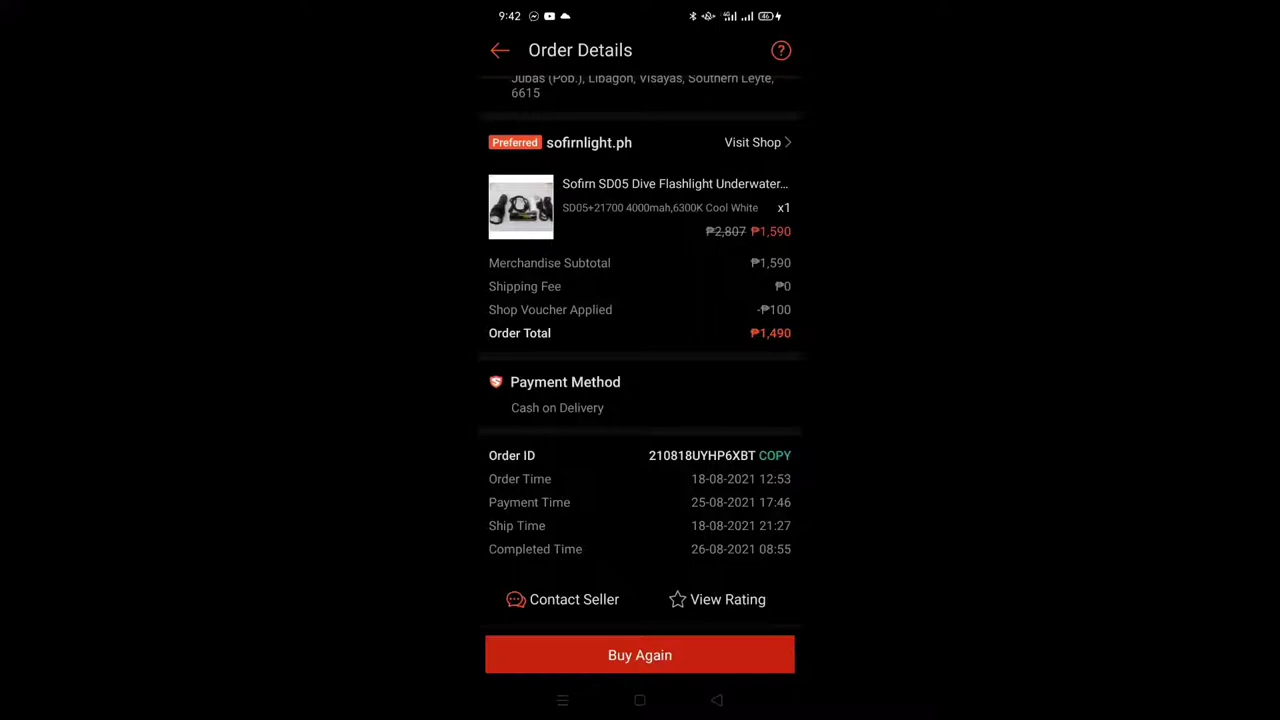 9:42
46
Order Details
Jubas (Pob.), Libagon, Visayas, Southern Leyte,
6615
Preferred sofirnlight.ph Visit Shop
Sofirn SD05 Dive Flashlight Underwater...
SD05+21700 4000mah,6300K Cool White x1
₱2,807 ₱1,590
Merchandise Subtotal ₱1,590
Shipping Fee ₱0
Shop Voucher Applied -₱100
Order Total ₱1,490
Payment Method
Cash on Delivery
Order ID 210818UYHP6XBT COPY
Order Time 18-08-2021 12:53
Payment Time 25-08-2021 17:46
Ship Time 18-08-2021 21:27
Completed Time 26-08-2021 08:55
Contact Seller View Rating
Buy Again